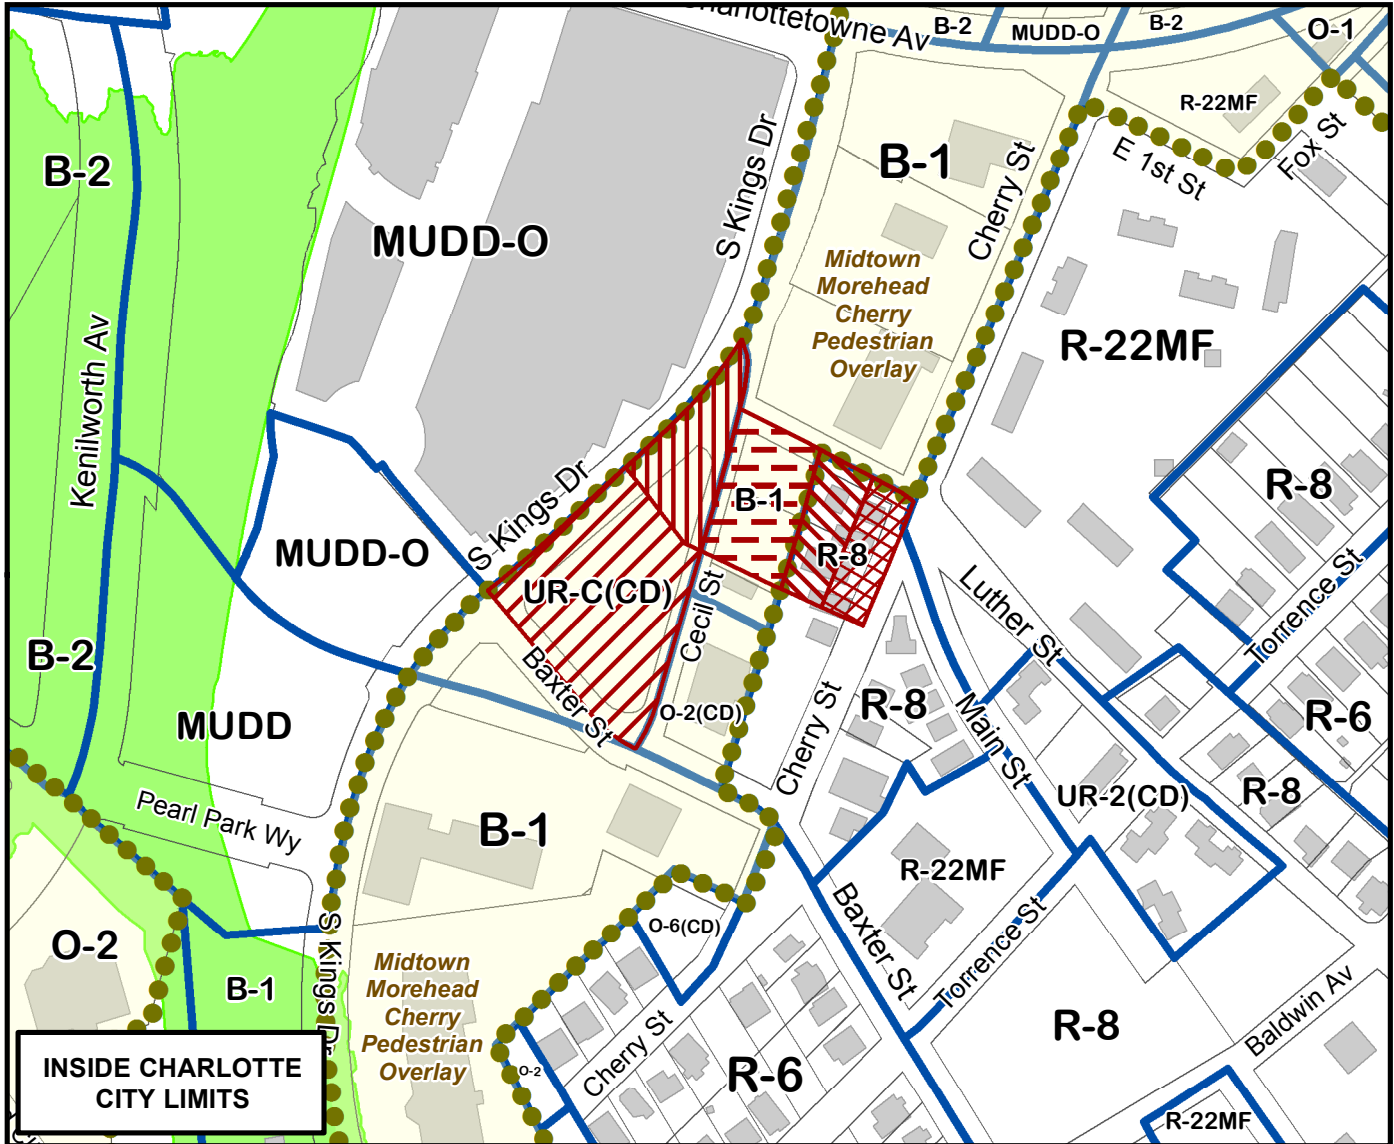 Charlottetowne Av
B-2
MUDD-O
B-2
O-1
R-22MF
B-2
MUDD-O
S Kings Dr
B-1
Cherry St
E 1st St
Fox St
Midtown
Morehead
Cherry
Pedestrian
Overlay
R-22MF
Kenilworth Av
R-8
S Kings Dr
B-1
MUDD-O
R-8
UR-C(CD)
Cecil St
Luther St
Torrence St
B-2
Baxter St
O-2(CD)
R-8
Main St
R-6
MUDD
Cherry St
UR-2(CD)
R-8
Pearl Park Wy
B-1
R-22MF
O-6(CD)
Baxter St
Torrence St
O-2
S Kings Dr
B-1
Midtown
Morehead
Cherry
Pedestrian
Overlay
R-8
Baldwin Av
O-2
Cherry St
R-6
INSIDE CHARLOTTE
CITY LIMITS
R-22MF